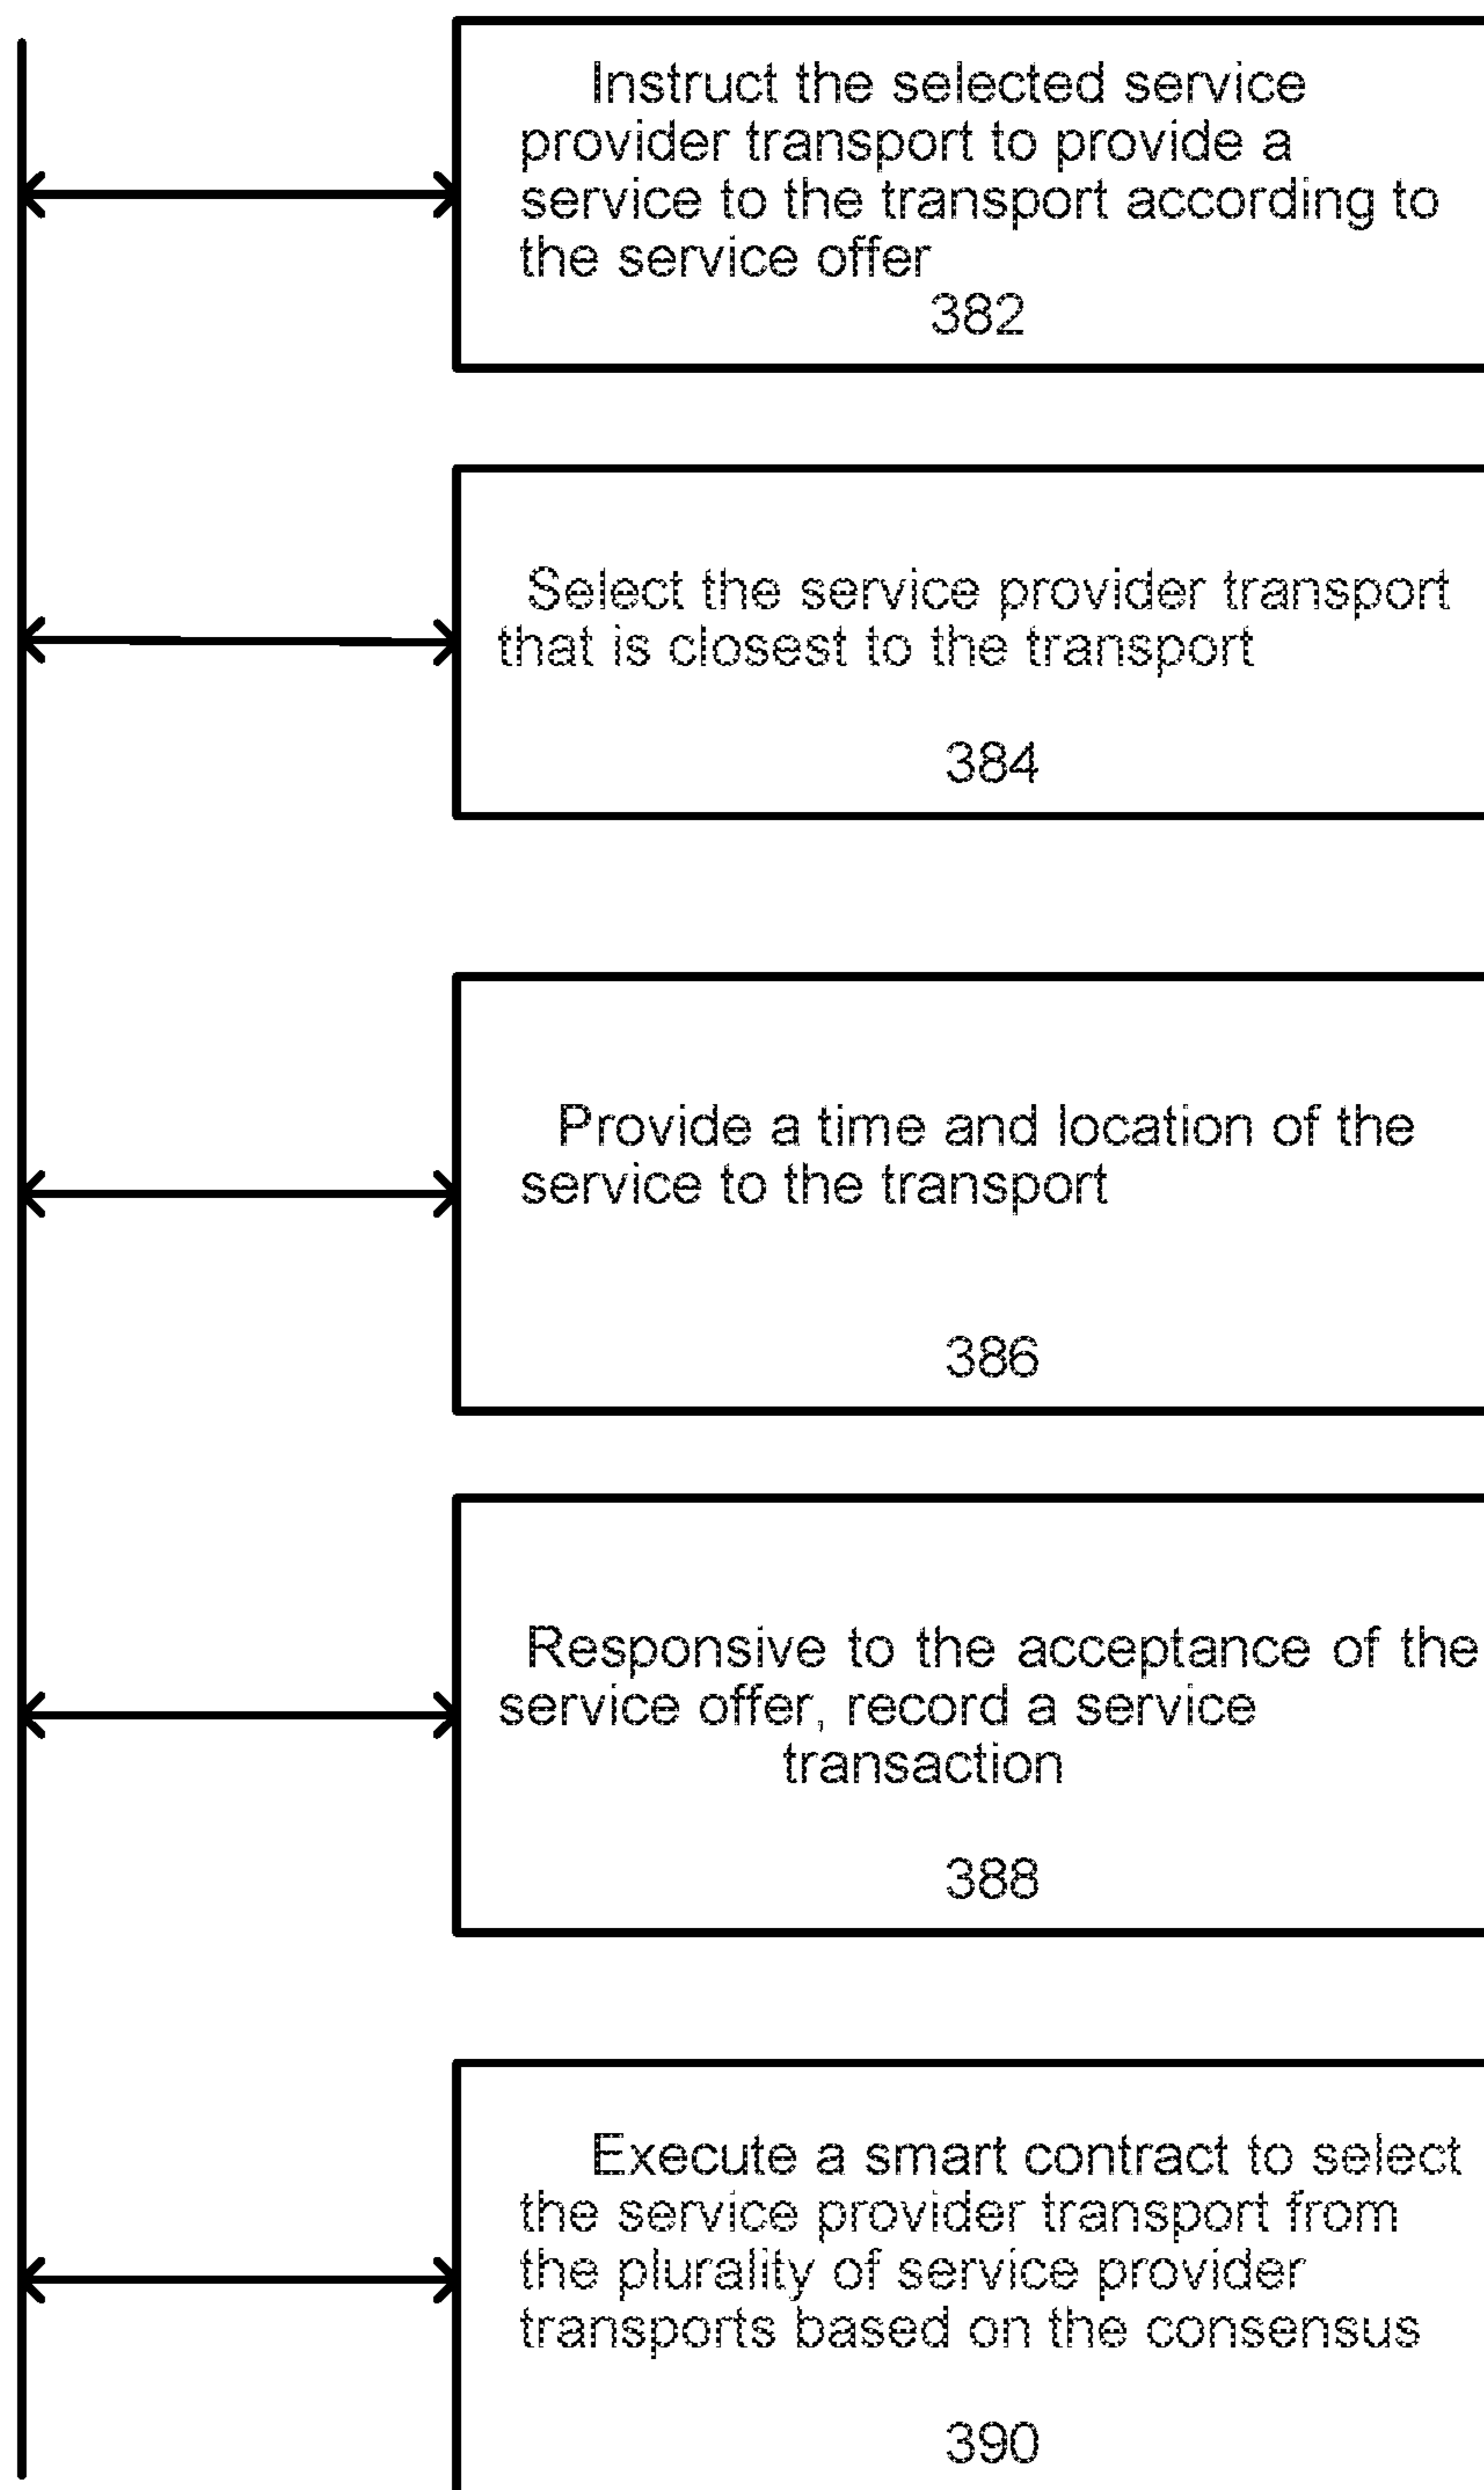 Instruct the selected service
provider transport to provide a
service to the transport according to
the service offer
382
Select the service provider transport
that is closest to the transport
384
Provide a time and location of the
service to the transport
386
Responsive to the acceptance of the
service offer, record a service
transaction
388
Execute a smart contract to select
the service provider transport from
the plurality of service provider
transports based on the consensus
390